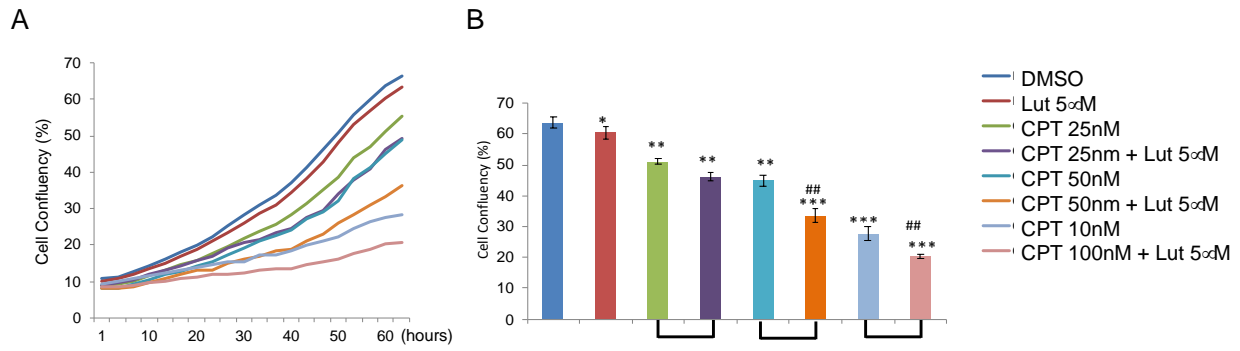 A
B
Cell Confluency (%)
70
60
50
40
30
20
10
0
1 10 20 30 40 50 60 (hours)
Cell Confluency (%)
70
60
50
40
30
20
10
0
*
**
**
**
##
***
***
##
***
DMSO
Lut 5∝M
CPT 25nM
CPT 25nm + Lut 5∝M
CPT 50nM
CPT 50nm + Lut 5∝M
CPT 10nM
CPT 100nM + Lut 5∝M